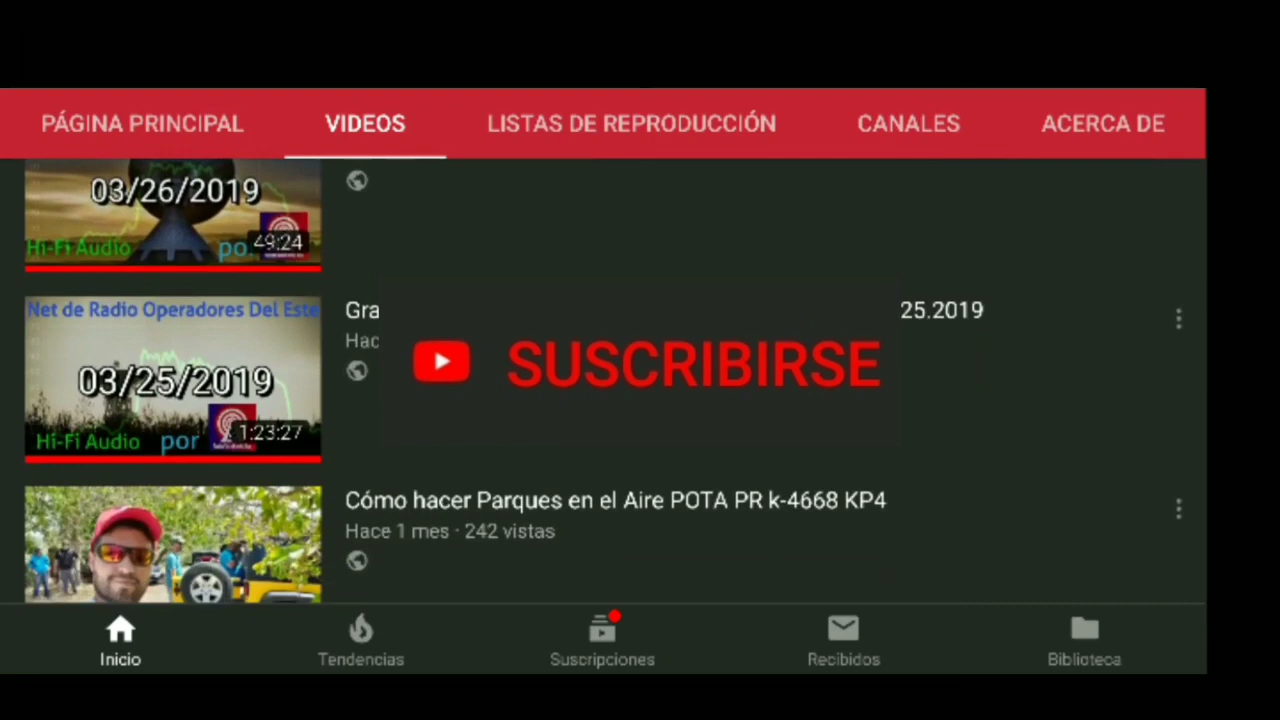 PÁGINA PRINCIPAL VIDEOS LISTAS DE REPRODUCCIÓN CANALES ACERCA DE
03/26/2019
Hi-Fi Audio po
49:24
Net de Radio Operadores Del Este
Gra 25.2019
Hac
SUSCRIBIRSE
03/25/2019
Hi-Fi Audio por
1:23:27
Cómo hacer Parques en el Aire POTA PR k-4668 KP4
Hace 1 mes · 242 vistas
Inicio Tendencias Suscripciones Recibidos Biblioteca